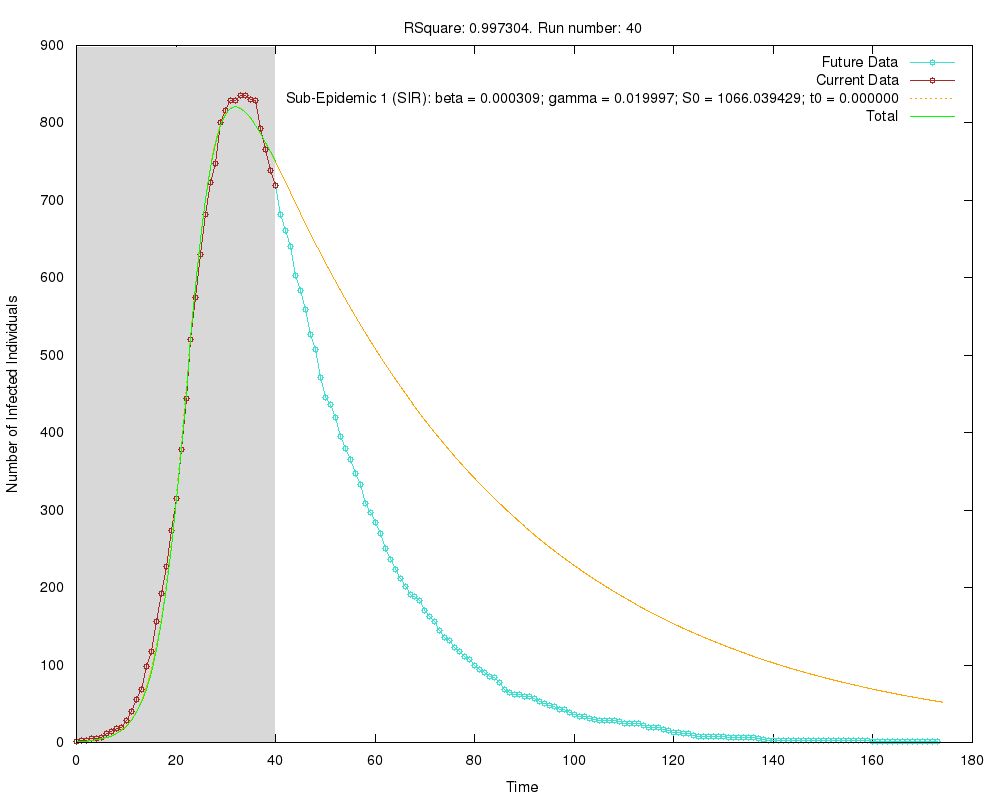 RSquare: 0.997304. Run number: 40
Future Data
Current Data
Sub-Epidemic 1 (SIR): beta = 0.000309; gamma = 0.019997; S0 = 1066.039429; t0 = 0.000000
Total
Number of Infected Individuals
900
800
700
600
500
400
300
200
100
0
0 20 40 60 80 100 120 140 160 180
Time